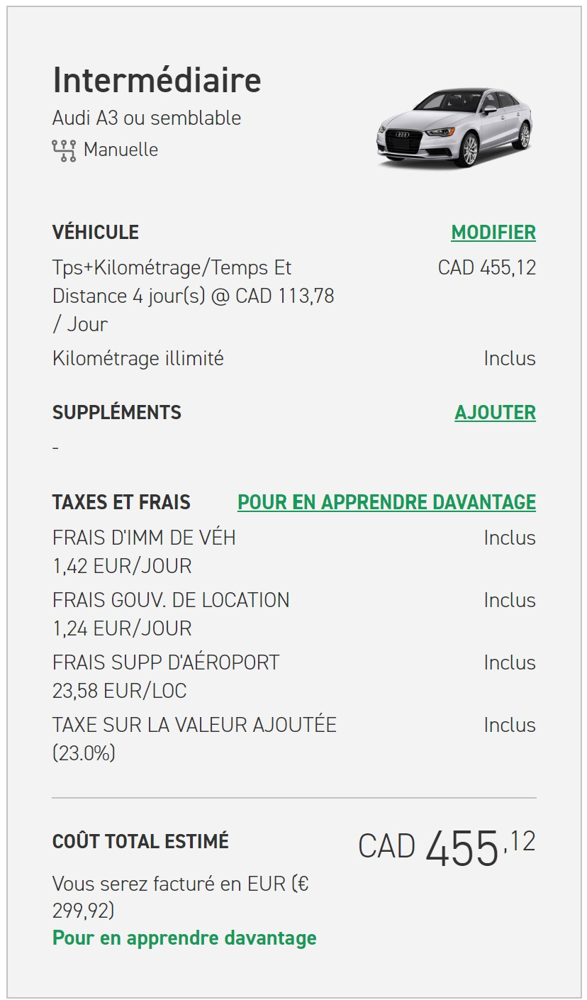 Intermédiaire
Audi A3 ou semblable
Manuelle
VÉHICULE MODIFIER
Tps+Kilométrage/Temps Et CAD 455,12
Distance 4 jour(s) @ CAD 113,78
/ Jour
Kilométrage illimité Inclus
SUPPLÉMENTS AJOUTER
-
TAXES ET FRAIS POUR EN APPRENDRE DAVANTAGE
FRAIS D'IMM DE VÉH Inclus
1,42 EUR/JOUR
FRAIS GOUV. DE LOCATION Inclus
1,24 EUR/JOUR
FRAIS SUPP D'AÉROPORT Inclus
23,58 EUR/LOC
TAXE SUR LA VALEUR AJOUTÉE Inclus
(23.0%)
COÛT TOTAL ESTIMÉ CAD 455,12
Vous serez facturé en EUR (€
299,92)
Pour en apprendre davantage